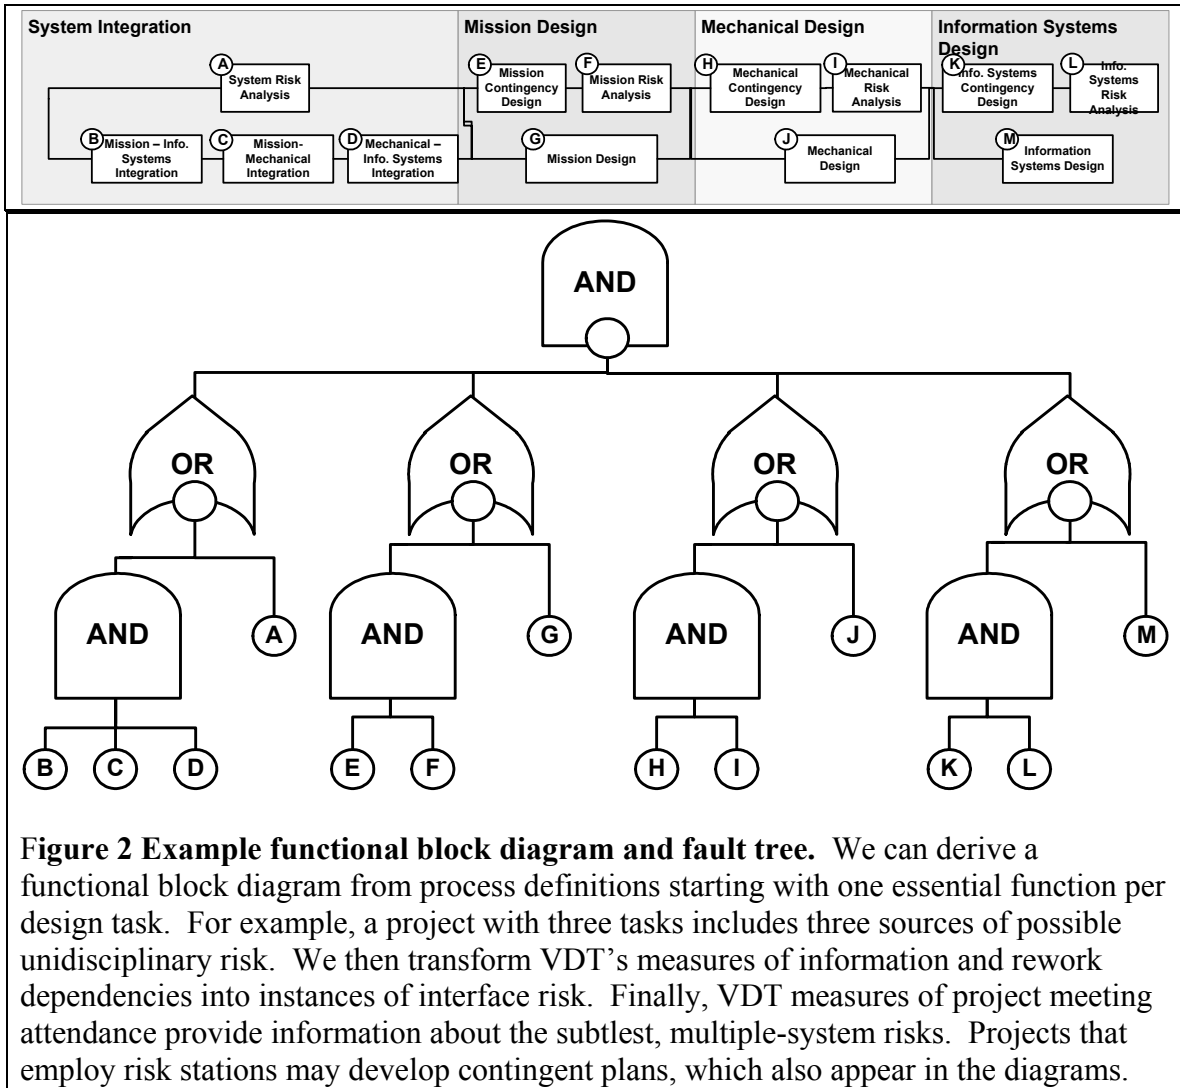 System Integration
Mission Design
Mechanical Design
Information Systems
Design
A
System Risk
Analysis
B
Mission – Info.
Systems
Integration
C
Mission-
Mechanical
Integration
D
Mechanical –
Info. Systems
Integration
E
Mission
Contingency
Design
F
Mission Risk
Analysis
G
Mission Design
H
Mechanical
Contingency
Design
I
Mechanical
Risk
Analysis
J
Mechanical
Design
K
Info. Systems
Contingency
Design
L
Info.
Systems
Risk
Analysis
M
Information
Systems Design
AND
OR
OR
OR
OR
AND
A
AND
G
AND
J
AND
M
B
C
D
E
F
H
I
K
L
Figure 2 Example functional block diagram and fault tree. We can derive a
functional block diagram from process definitions starting with one essential function per
design task. For example, a project with three tasks includes three sources of possible
unidisciplinary risk. We then transform VDT’s measures of information and rework
dependencies into instances of interface risk. Finally, VDT measures of project meeting
attendance provide information about the subtlest, multiple-system risks. Projects that
employ risk stations may develop contingent plans, which also appear in the diagrams.